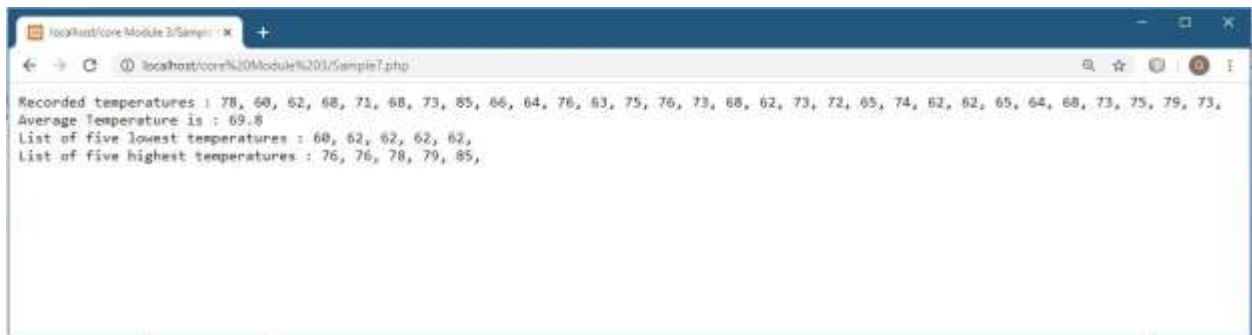 localhost/core Module 3/Sampl
localhost/core%20Module%203/Sample7.php
Recorded temperatures : 78, 60, 62, 68, 71, 68, 73, 85, 66, 64, 76, 63, 75, 76, 73, 68, 62, 73, 72, 65, 74, 62, 62, 65, 64, 68, 73, 75, 79, 73,
Average Temperature is : 69.8
List of five lowest temperatures : 60, 62, 62, 62, 62,
List of five highest temperatures : 76, 76, 78, 79, 85,